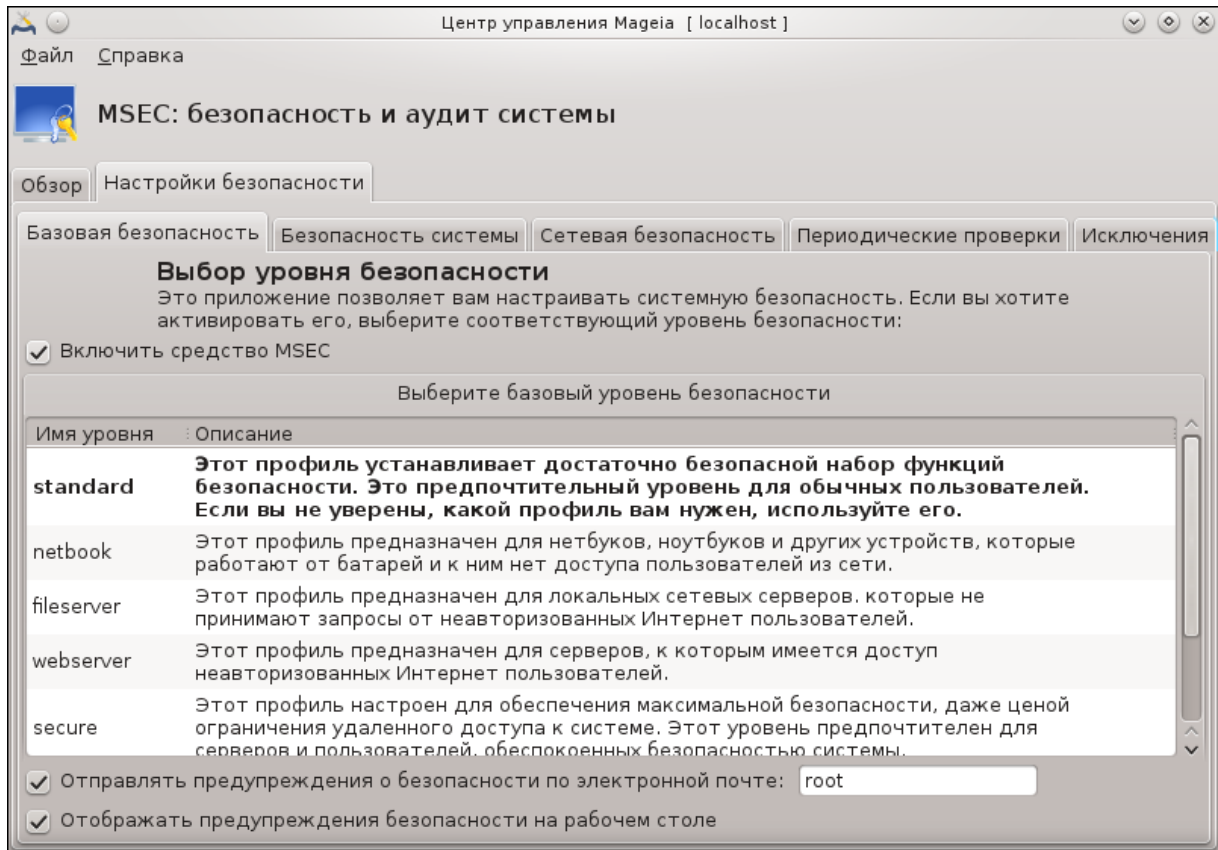 Центр управления Mageia [ localhost ]
Файл Справка
MSEC: безопасность и аудит системы
Обзор Настройки безопасности
Базовая безопасность Безопасность системы Сетевая безопасность Периодические проверки Исключения
Выбор уровня безопасности
Это приложение позволяет вам настраивать системную безопасность. Если вы хотите
активировать его, выберите соответствующий уровень безопасности:
Включить средство MSEC
Выберите базовый уровень безопасности
Имя уровня Описание
Этот профиль устанавливает достаточно безопасной набор функций
standard безопасности. Это предпочтительный уровень для обычных пользователей.
Если вы не уверены, какой профиль вам нужен, используйте его.
netbook Этот профиль предназначен для нетбуков, ноутбуков и других устройств, которые
работают от батарей и к ним нет доступа пользователей из сети.
fileserver Этот профиль предназначен для локальных сетевых серверов. которые не
принимают запросы от неавторизованных Интернет пользователей.
webserver Этот профиль предназначен для серверов, к которым имеется доступ
неавторизованных Интернет пользователей.
Этот профиль настроен для обеспечения максимальной безопасности, даже ценой
secure ограничения удаленного доступа к системе. Этот уровень предпочтителен для
серверов и пользователей, обеспокоенных безопасностью системы.
Отправлять предупреждения о безопасности по электронной почте: root
Отображать предупреждения безопасности на рабочем столе